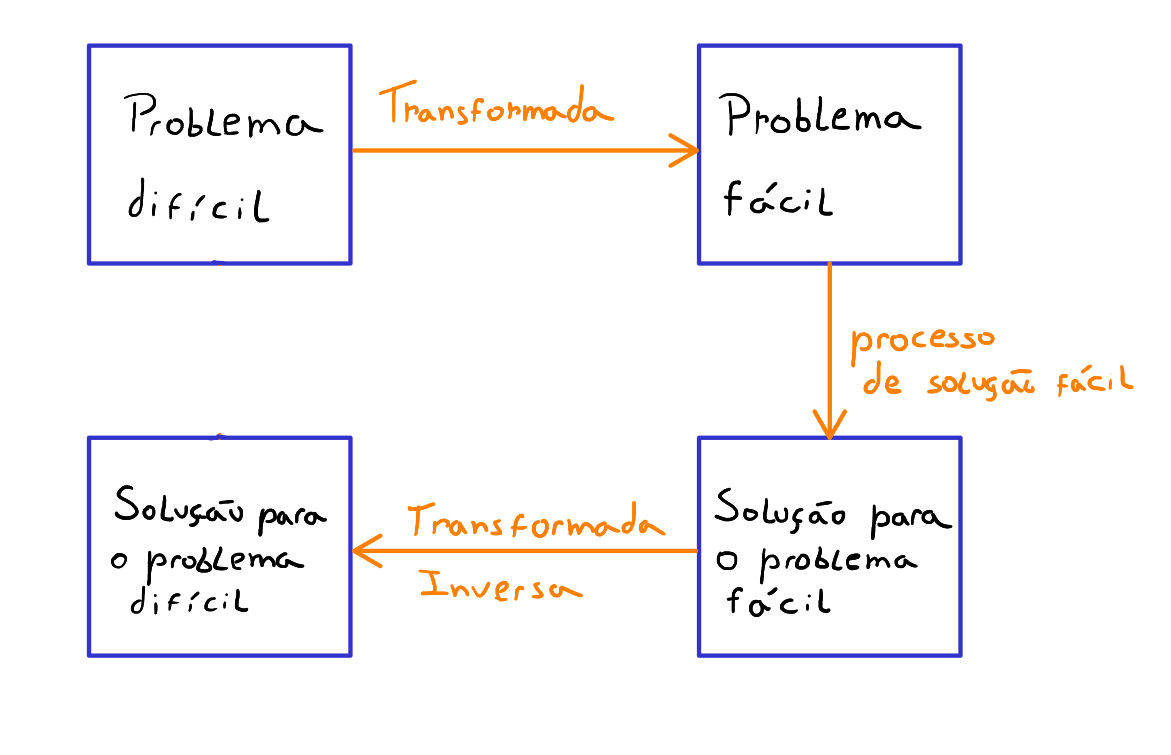 Problema
difícil
Transformada
Problema
fácil
processo
de solução fácil
Solução para
o problema
fácil
Transformada
Inversa
Solução para
o problema
difícil